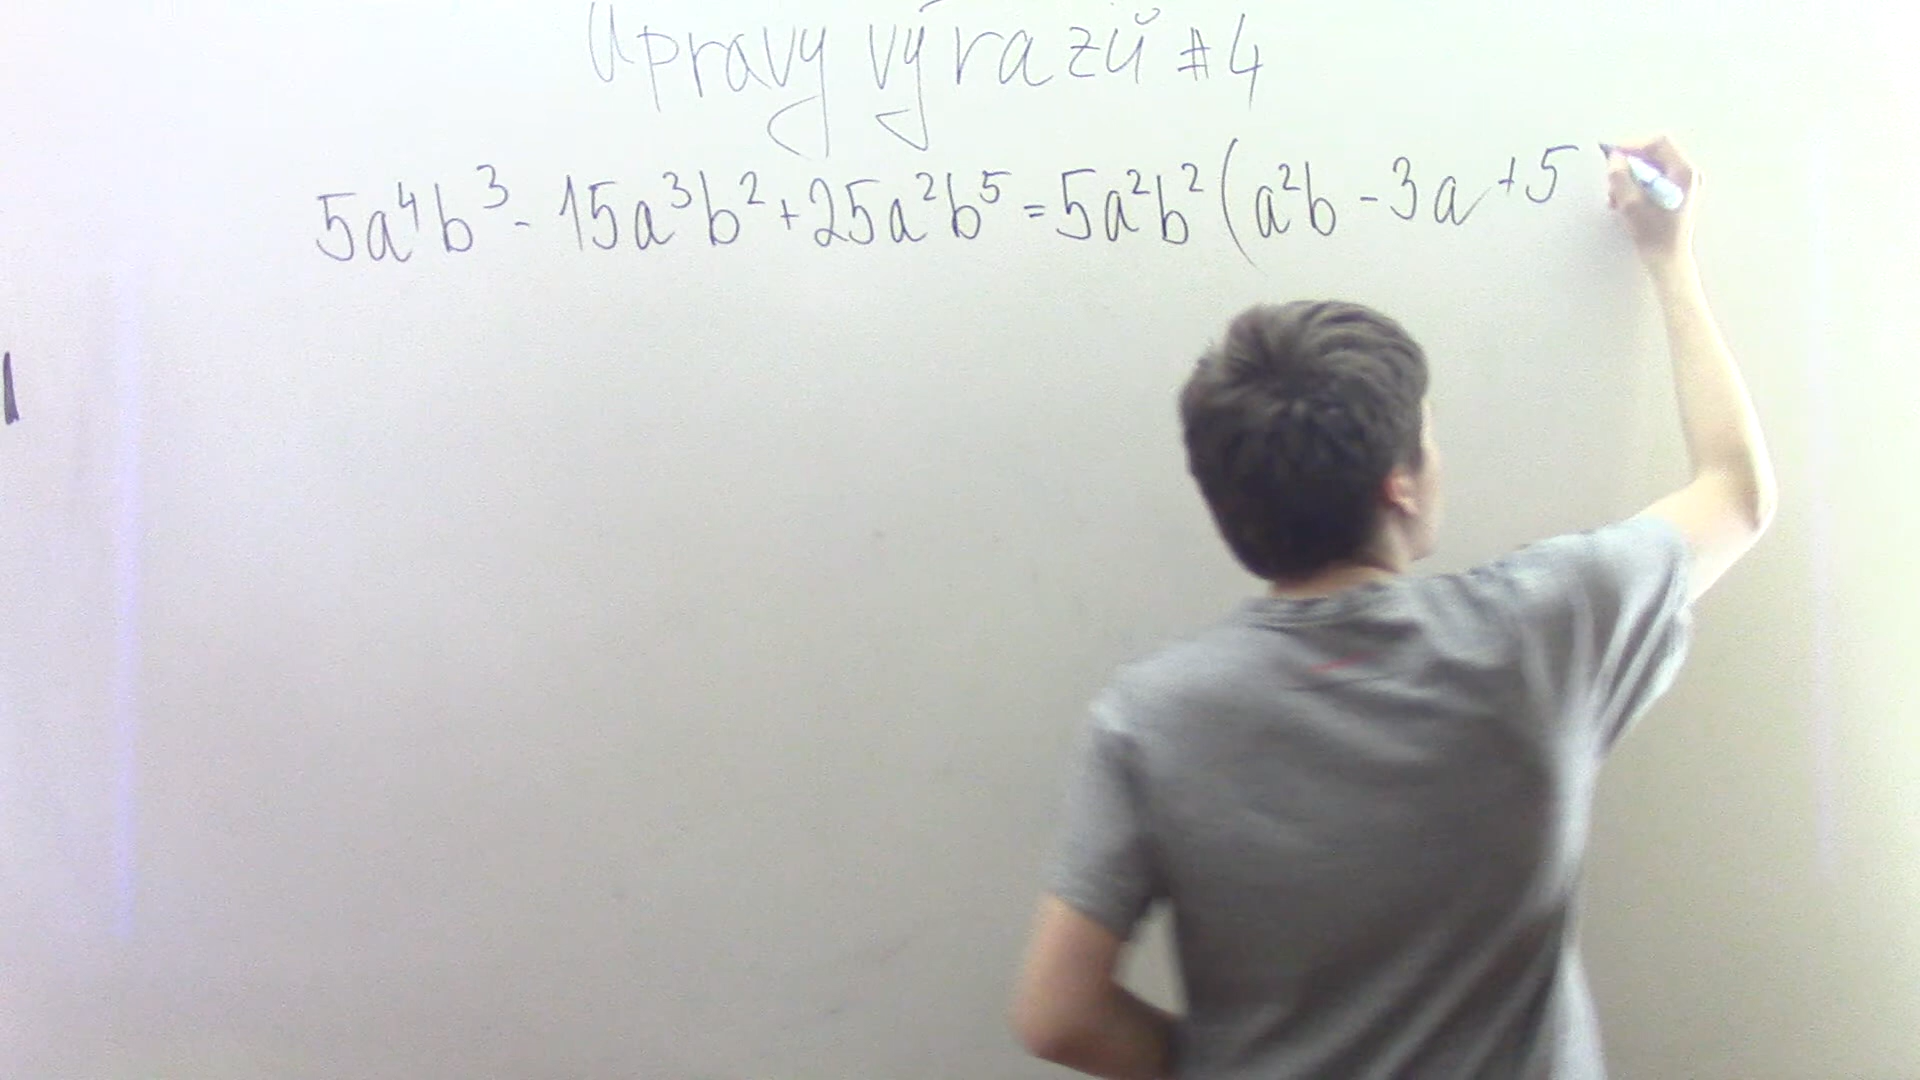 Úpravy výrazů #4
5a⁴b³ - 15a³b² + 25a²b⁵ = 5a²b² (a²b - 3a + 5